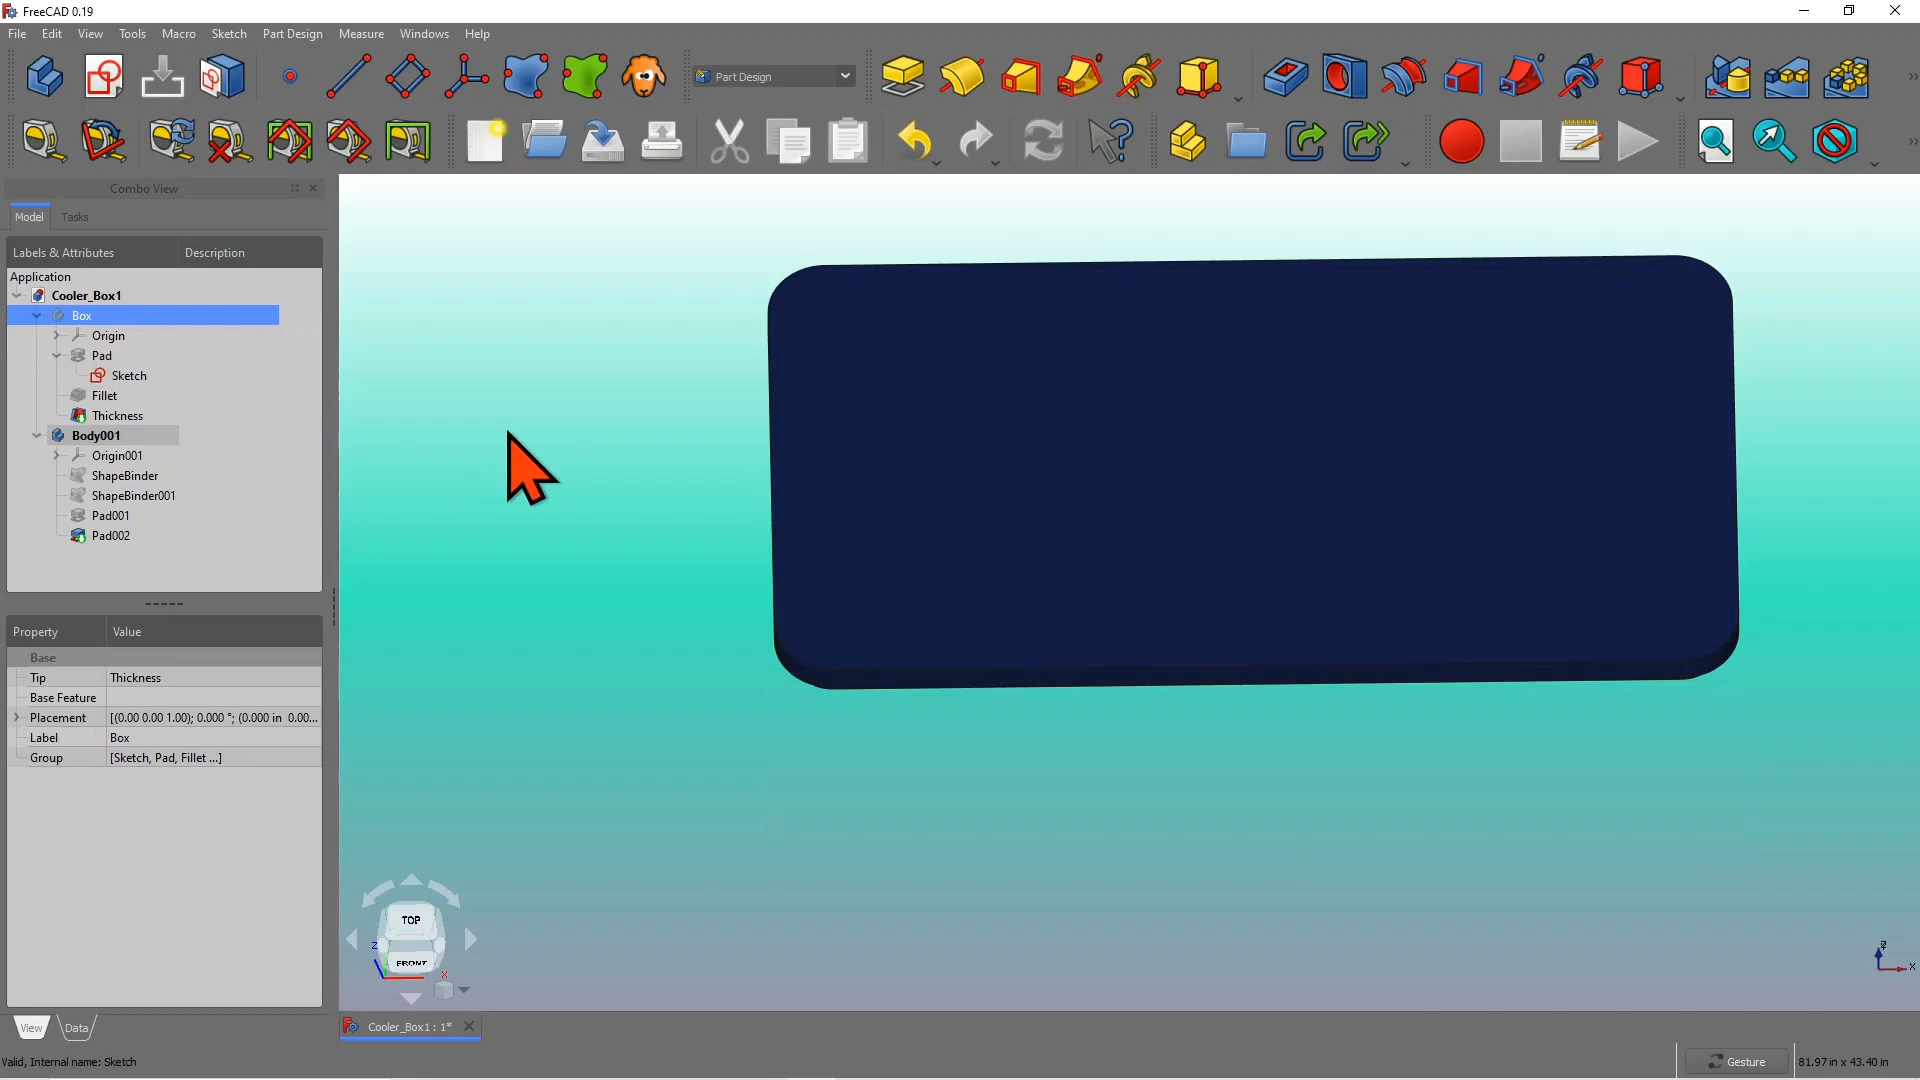 FreeCAD 0.19
File Edit View Tools Macro Sketch Part Design Measure Windows Help
Part Design
Combo View
Model Tasks
Labels & Attributes Description
Application
Cooler_Box1
Box
Origin
Pad
Sketch
Fillet
Thickness
Body001
Origin001
ShapeBinder
ShapeBinder001
Pad001
Pad002
Property Value
Base
Tip Thickness
Base Feature
Placement [(0.00 0.00 1.00); 0.000 °; (0.000 in 0.00...
Label Box
Group [Sketch, Pad, Fillet ...]
TOP
FRONT
Z
X
X
View Data
Cooler_Box1 : 1*
Valid, Internal name: Sketch
Gesture 81.97 in x 43.40 in